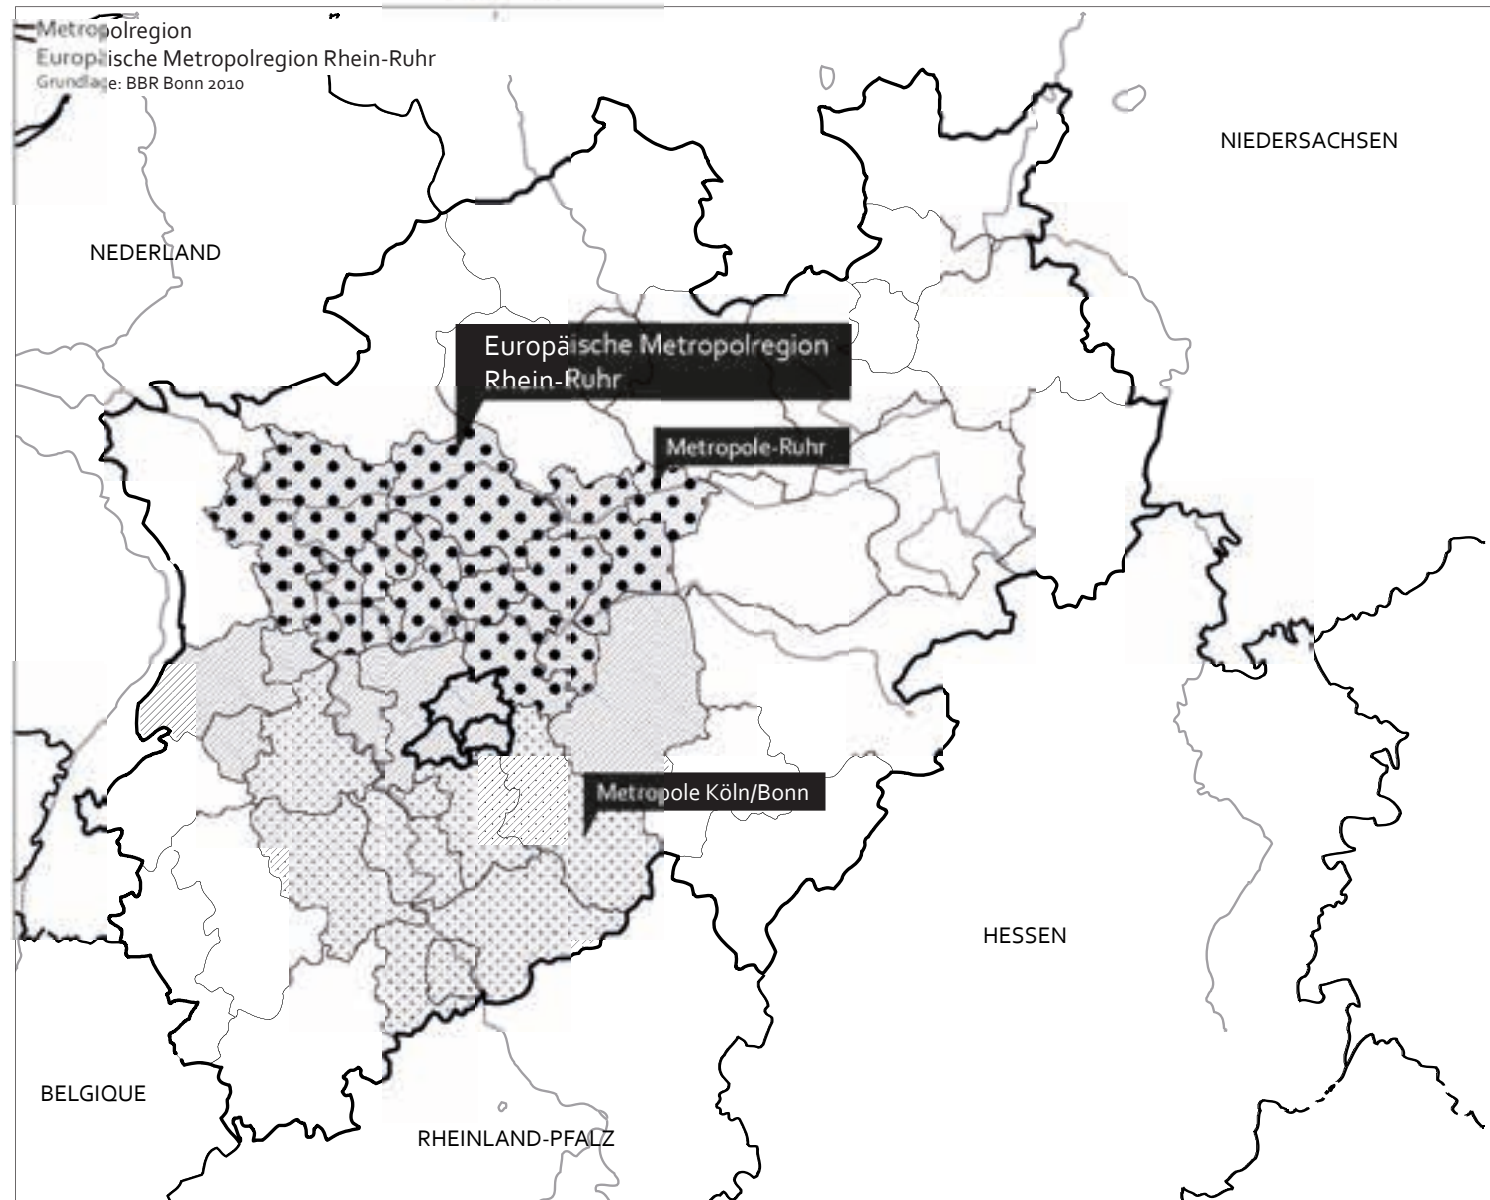 Metropolregion
Europäische Metropolregion Rhein-Ruhr
Grundlage: BBR Bonn 2010
NIEDERSACHSEN
NEDERLAND
Europäische Metropolregion
Rhein-Ruhr
Metropole-Ruhr
Metropole Köln/Bonn
HESSEN
BELGIQUE
RHEINLAND-PFALZ